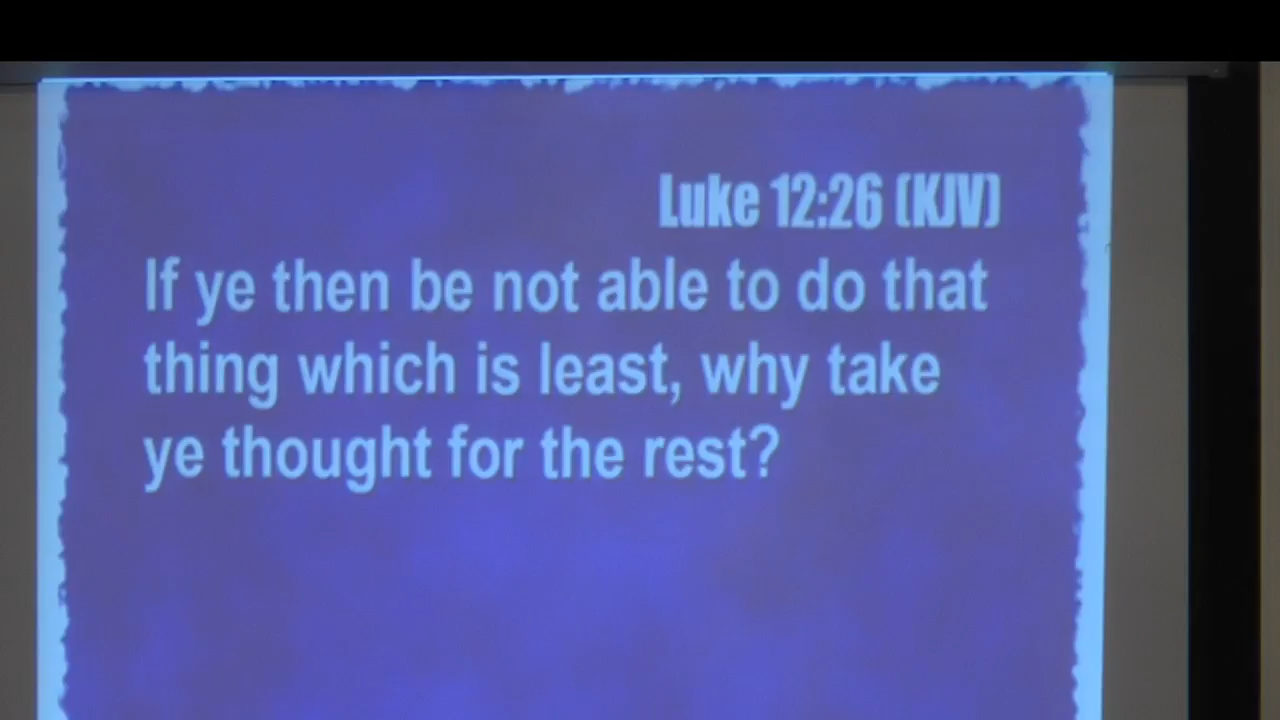 Luke 12:26 (KJV)
If ye then be not able to do that
thing which is least, why take
ye thought for the rest?